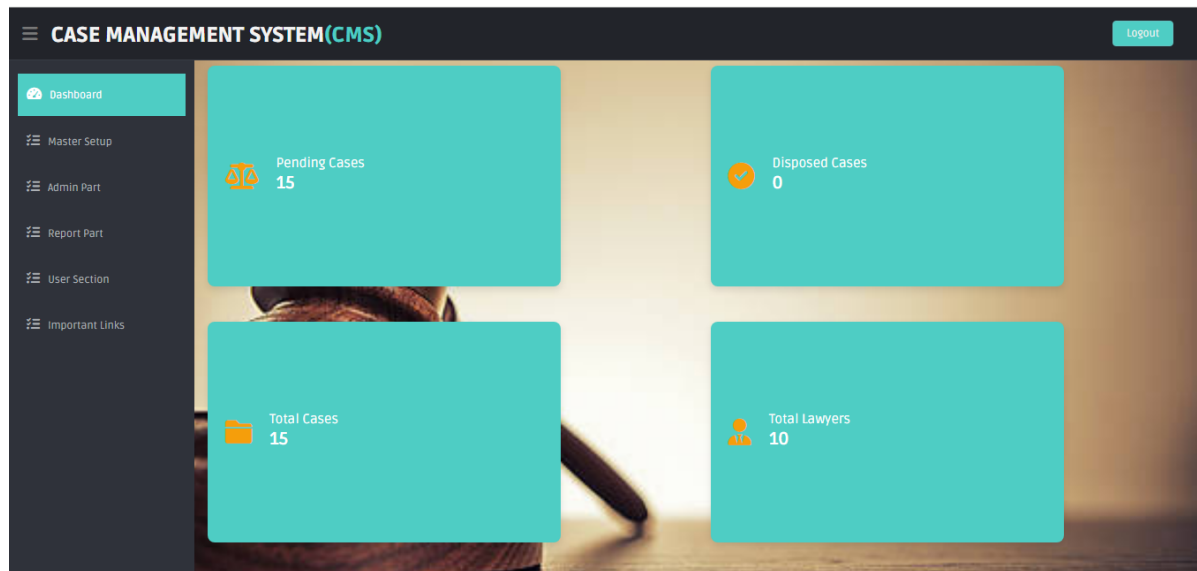 CASE MANAGEMENT SYSTEM(CMS)
Logout
Dashboard
Master Setup
Admin Part
Report Part
User Section
Important Links
Pending Cases
15
Disposed Cases
0
Total Cases
15
Total Lawyers
10